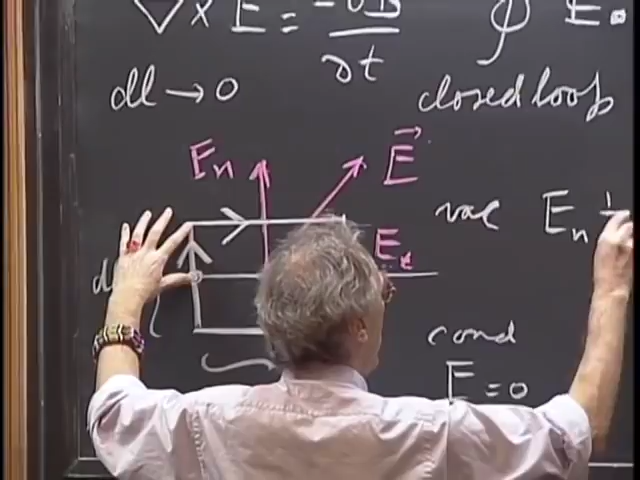 ∇ x E = -∂B/∂t ∮ E.
dl → 0
closed loop
En E⃗
vac En
Et
d
cond
E = 0